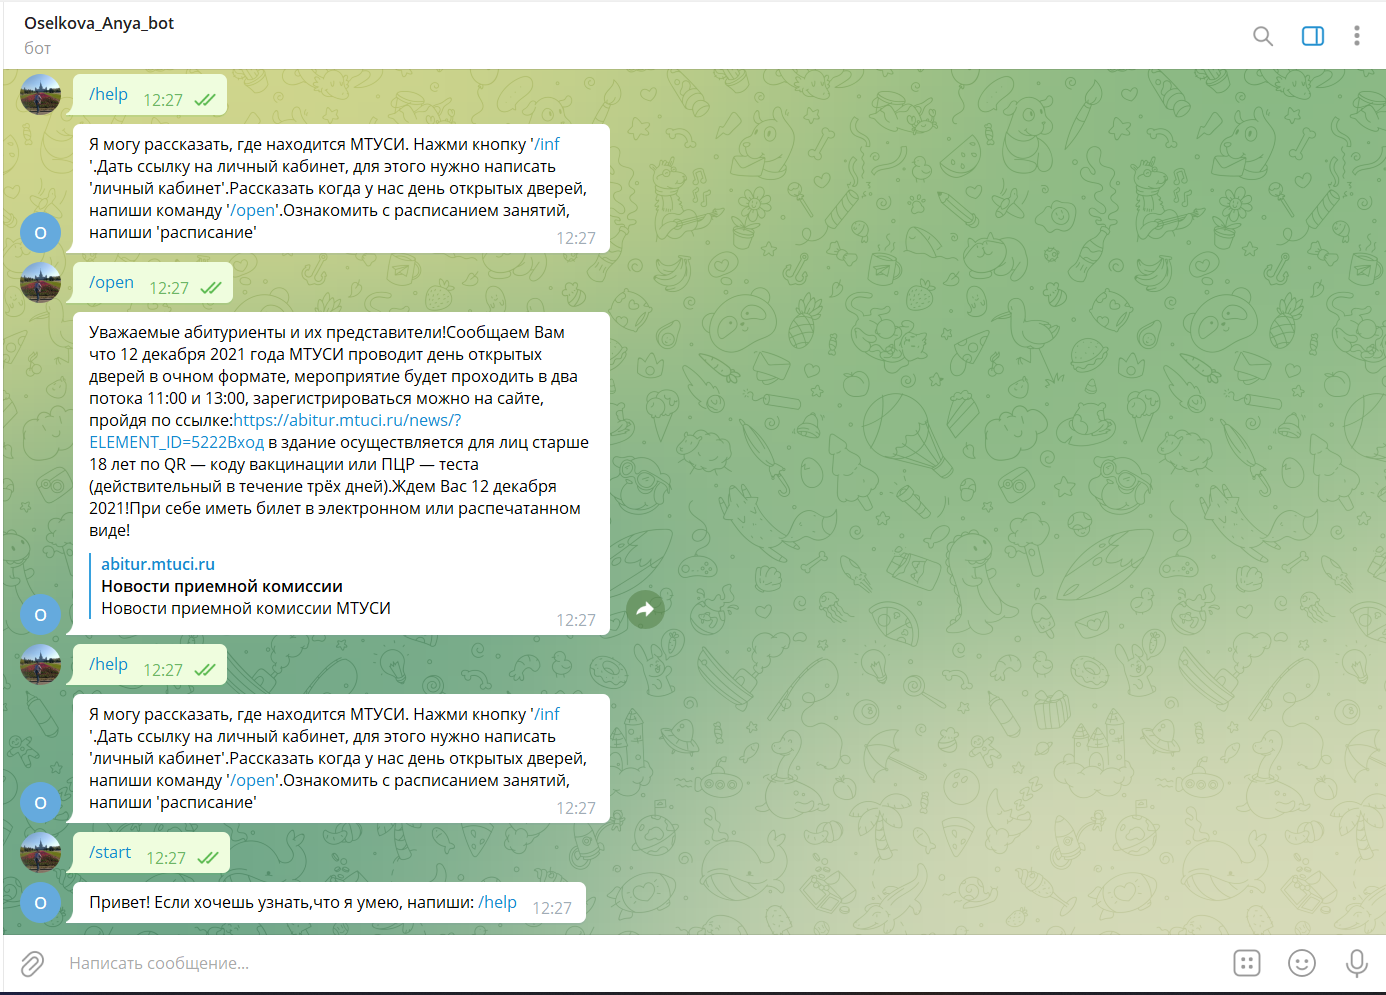 Oselkova_Anya_bot
бот
/help 12:27
Я могу рассказать, где находится МТУСИ. Нажми кнопку '/inf
'.Дать ссылку на личный кабинет, для этого нужно написать
'личный кабинет'.Рассказать когда у нас день открытых дверей,
напиши команду '/open'.Ознакомить с расписанием занятий,
напиши 'расписание'
12:27
О
/open 12:27
Уважаемые абитуриенты и их представители!Сообщаем Вам
что 12 декабря 2021 года МТУСИ проводит день открытых
дверей в очном формате, мероприятие будет проходить в два
потока 11:00 и 13:00, зарегистрироваться можно на сайте,
пройдя по ссылке:https://abitur.mtuci.ru/news/?
ELEMENT_ID=5222Вход в здание осуществляется для лиц старше
18 лет по QR — коду вакцинации или ПЦР — теста
(действительный в течение трёх дней).Ждем Вас 12 декабря
2021!При себе иметь билет в электронном или распечатанном
виде!
abitur.mtuci.ru
Новости приемной комиссии
Новости приемной комиссии МТУСИ
12:27
О
/help 12:27
Я могу рассказать, где находится МТУСИ. Нажми кнопку '/inf
'.Дать ссылку на личный кабинет, для этого нужно написать
'личный кабинет'.Рассказать когда у нас день открытых дверей,
напиши команду '/open'.Ознакомить с расписанием занятий,
напиши 'расписание'
12:27
О
/start 12:27
О
Привет! Если хочешь узнать,что я умею, напиши: /help 12:27
Написать сообщение...